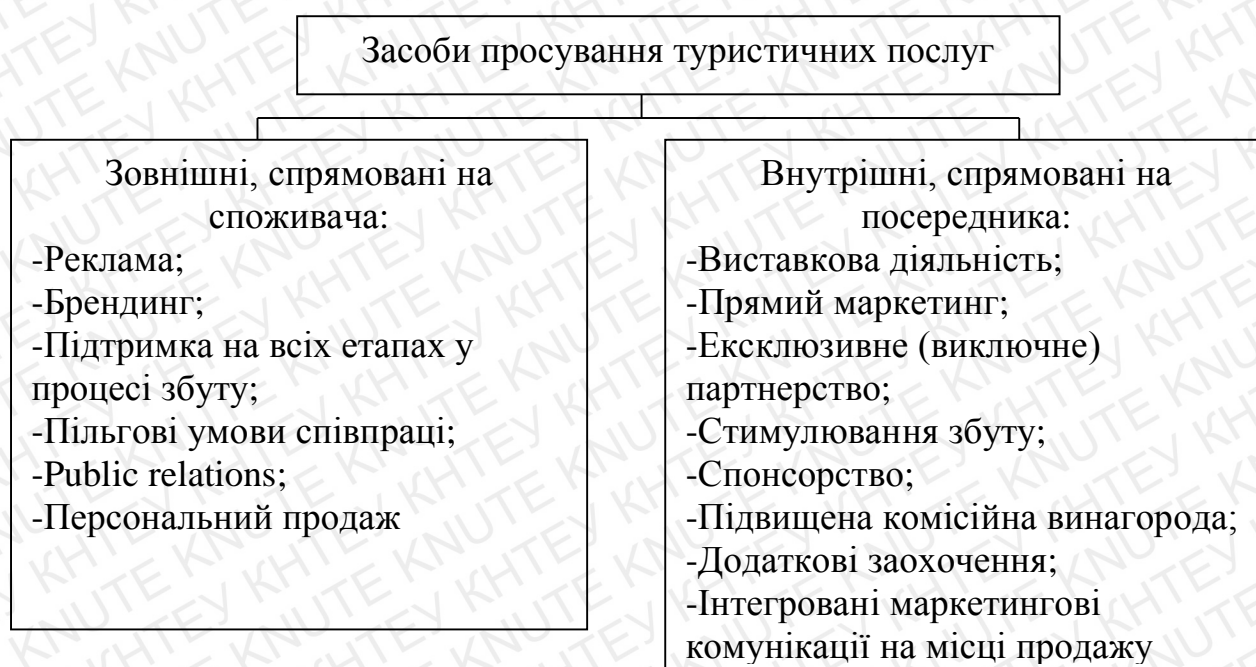 Засоби просування туристичних послуг
Зовнішні, спрямовані на
споживача:
-Реклама;
-Брендинг;
-Підтримка на всіх етапах у
процесі збуту;
-Пільгові умови співпраці;
-Public relations;
-Персональний продаж
Внутрішні, спрямовані на
посередника:
-Виставкова діяльність;
-Прямий маркетинг;
-Ексклюзивне (виключне)
партнерство;
-Стимулювання збуту;
-Спонсорство;
-Підвищена комісійна винагорода;
-Додаткові заохочення;
-Інтегровані маркетингові
комунікації на місці продажу